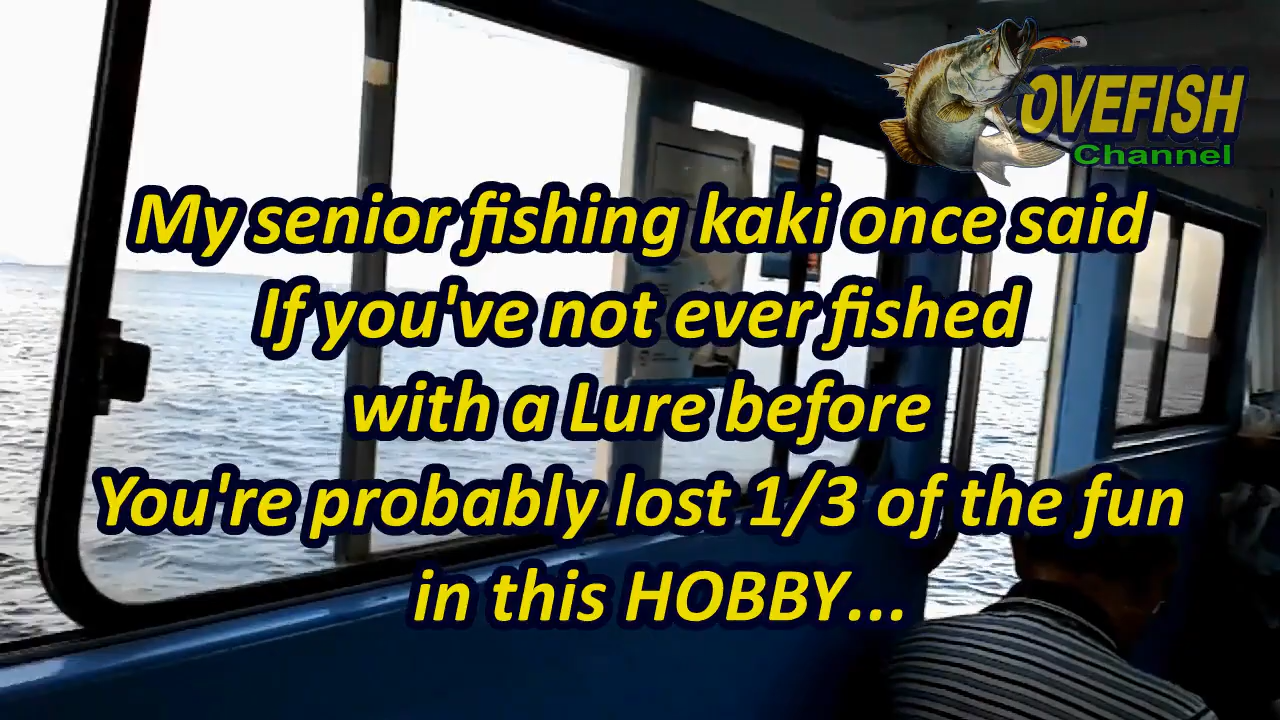 OVEFISH
Channel
My senior fishing kaki once said
If you've not ever fished
with a Lure before
You're probably lost 1/3 of the fun
in this HOBBY...